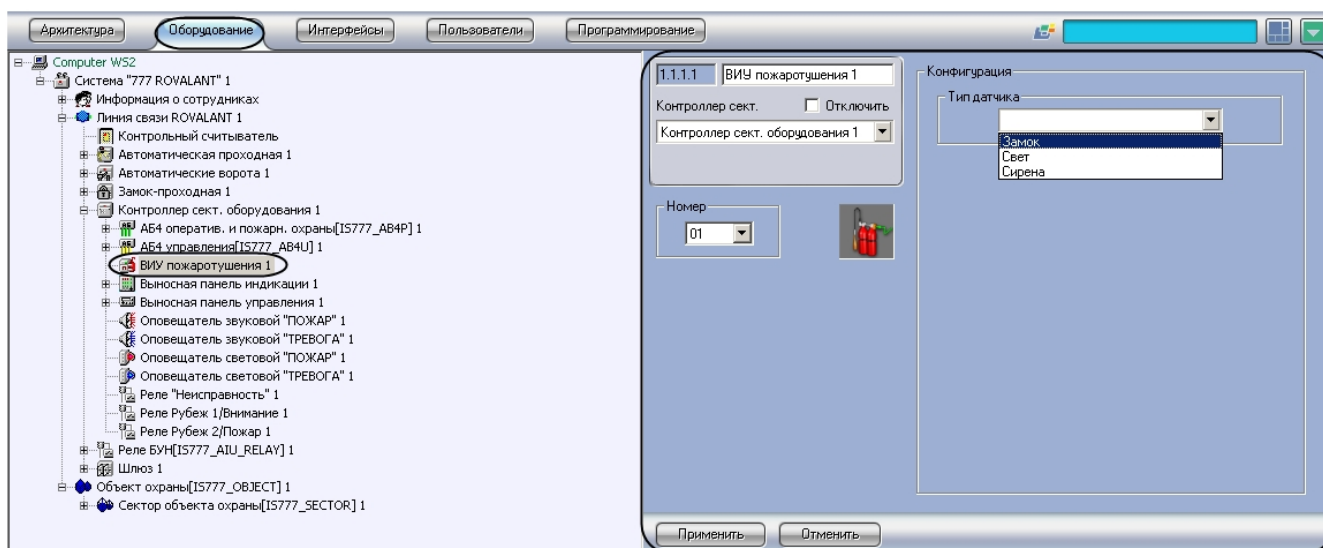 Архитектура Оборудование Интерфейсы Пользователи Программирование
Computer WS2
Система "777 ROVALANT" 1
Информация о сотрудниках
Линия связи ROVALANT 1
Контрольный считыватель
Автоматическая проходная 1
Автоматические ворота 1
Замок-проходная 1
Контроллер сект. оборудования 1
АБ4 оператив. и пожарн. охраны[IS777_AB4P] 1
АБ4 управления[IS777_AB4U] 1
ВИУ пожаротушения 1
Выносная панель индикации 1
Выносная панель управления 1
Оповещатель звуковой "ПОЖАР" 1
Оповещатель звуковой "ТРЕВОГА" 1
Оповещатель световой "ПОЖАР" 1
Оповещатель световой "ТРЕВОГА" 1
Реле "Неисправность" 1
Реле Рубеж 1/Внимание 1
Реле Рубеж 2/Пожар 1
Реле БУН[IS777_AIU_RELAY] 1
Шлюз 1
Объект охраны[IS777_OBJECT] 1
Сектор объекта охраны[IS777_SECTOR] 1
1.1.1.1 ВИУ пожаротушения 1
Контроллер сект. Отключить
Контроллер сект. оборудования 1
Номер
01
Конфигурация
Тип датчика
Замок
Свет
Сирена
Применить Отменить